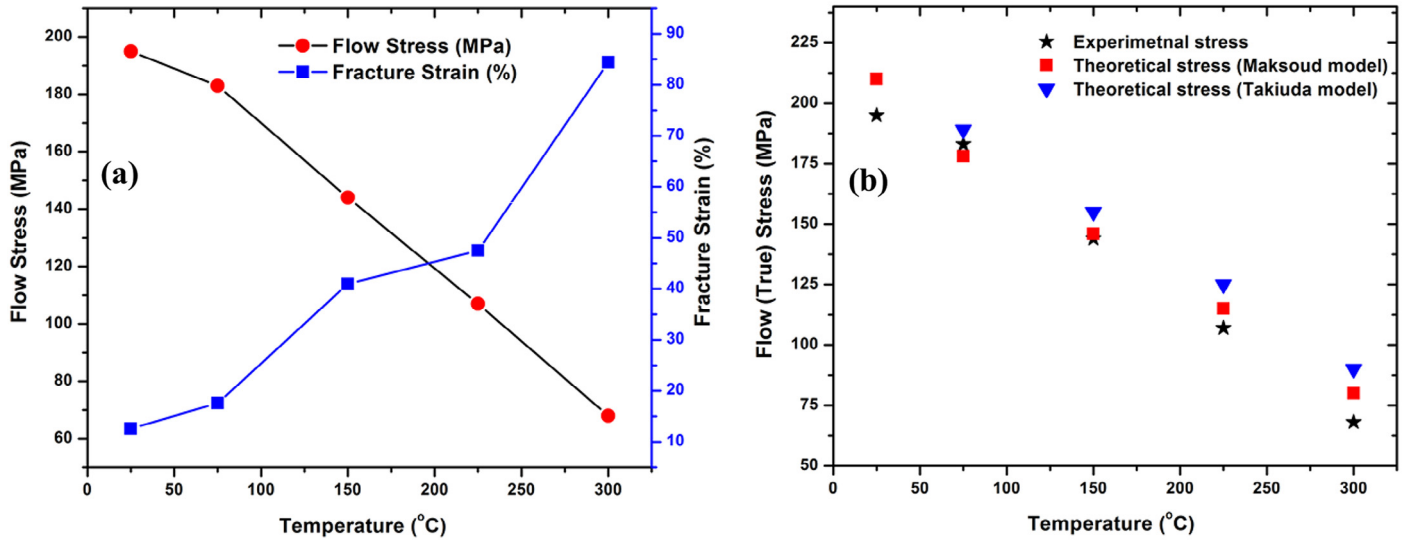 Flow Stress (MPa)
Fracture Strain (%)
(a)
200
180
160
140
120
100
80
60
Flow Stress (MPa)
90
80
70
60
50
40
30
20
10
Fracture Strain (%)
0 50 100 150 200 250 300
Temperature (°C)
Experimetnal stress
Theoretical stress (Maksoud model)
Theoretical stress (Takiuda model)
(b)
225
200
175
150
125
100
75
50
Flow (True) Stress (MPa)
0 50 100 150 200 250 300
Temperature (°C)